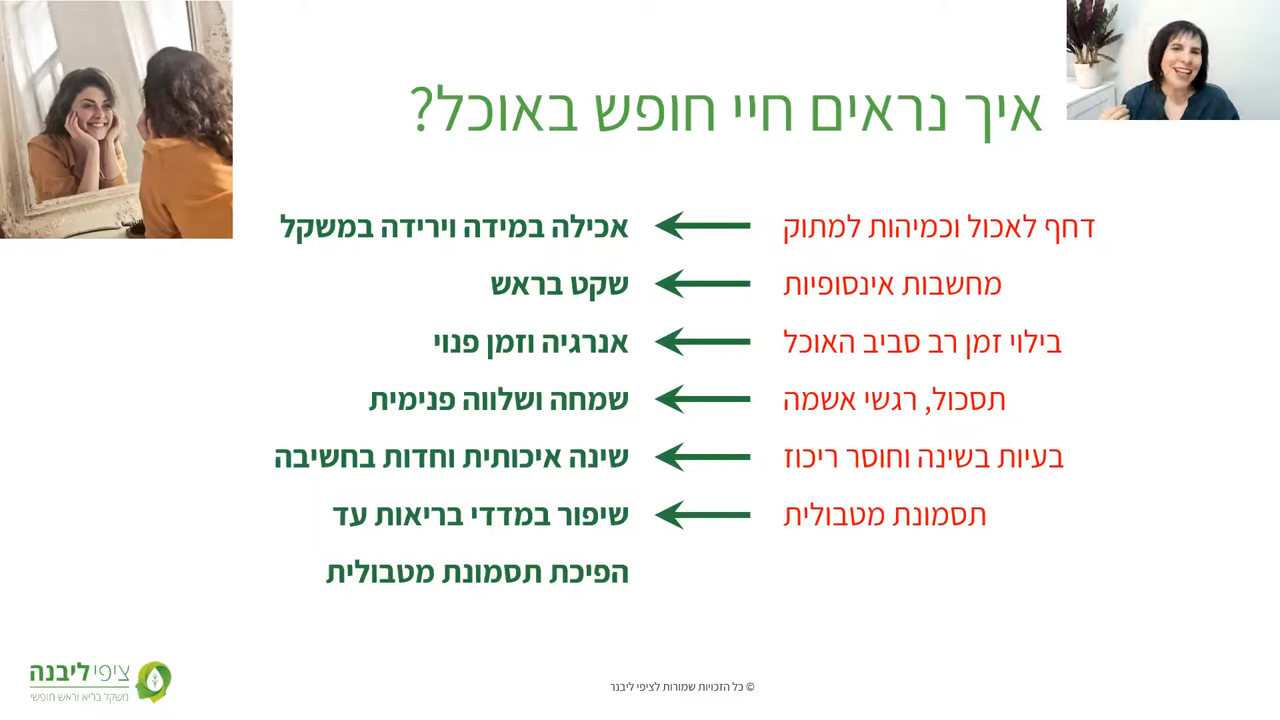 איך נראים חיי חופש באוכל?
דחף לאכול וכמיהות למתוק ← אכילה במידה וירידה במשקל
מחשבות אינסופיות ← שקט בראש
בילוי זמן רב סביב האוכל ← אנרגיה וזמן פנוי
תסכול, רגשי אשמה ← שמחה ושלווה פנימית
בעיות בשינה וחוסר ריכוז ← שינה איכותית וחדות בחשיבה
תסמונת מטבולית ← שיפור במדדי בריאות עד
הפיכת תסמונת מטבולית
ציפי ליבנה
משקל בריא וראש חופשי
© כל הזכויות שמורות לציפי ליבנר